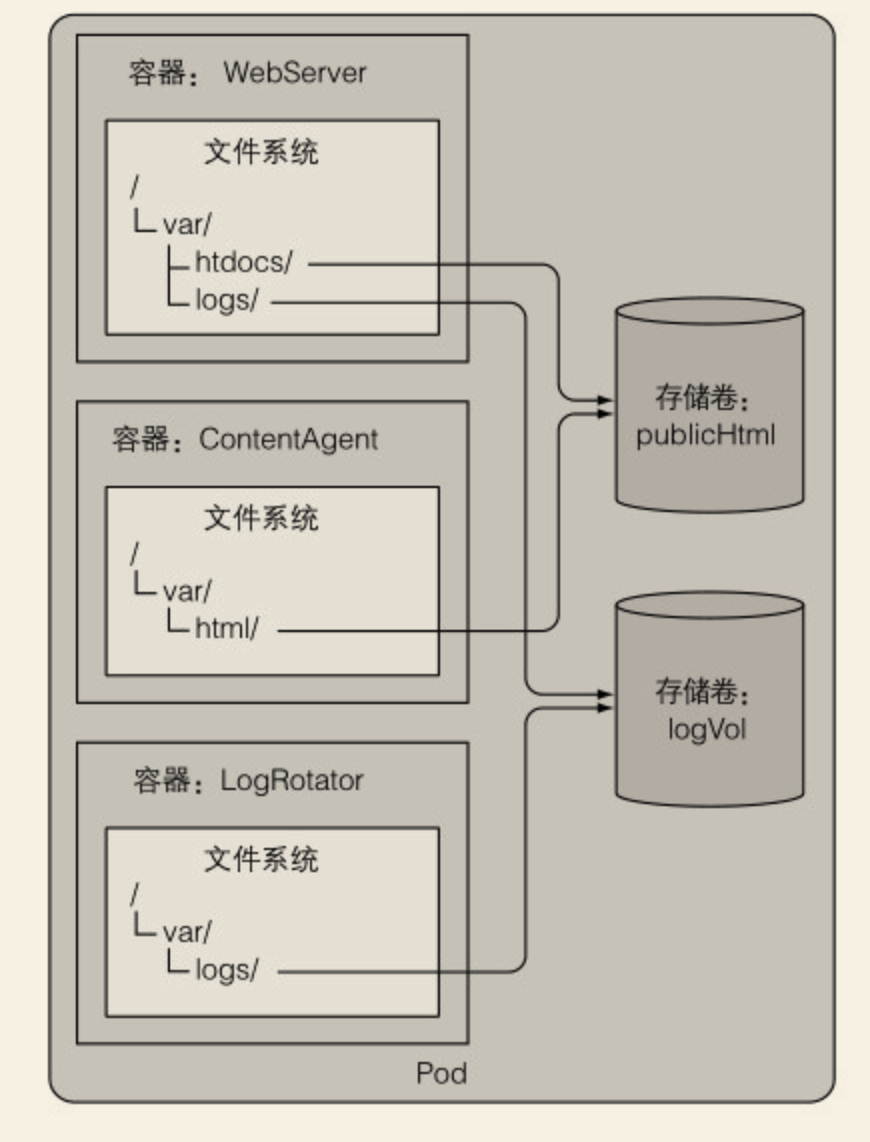 容器： WebServer
文件系统
/
var/
htdocs/
logs/
容器：ContentAgent
文件系统
/
var/
html/
容器：LogRotator
文件系统
/
var/
logs/
存储卷：
publicHtml
存储卷：
logVol
Pod